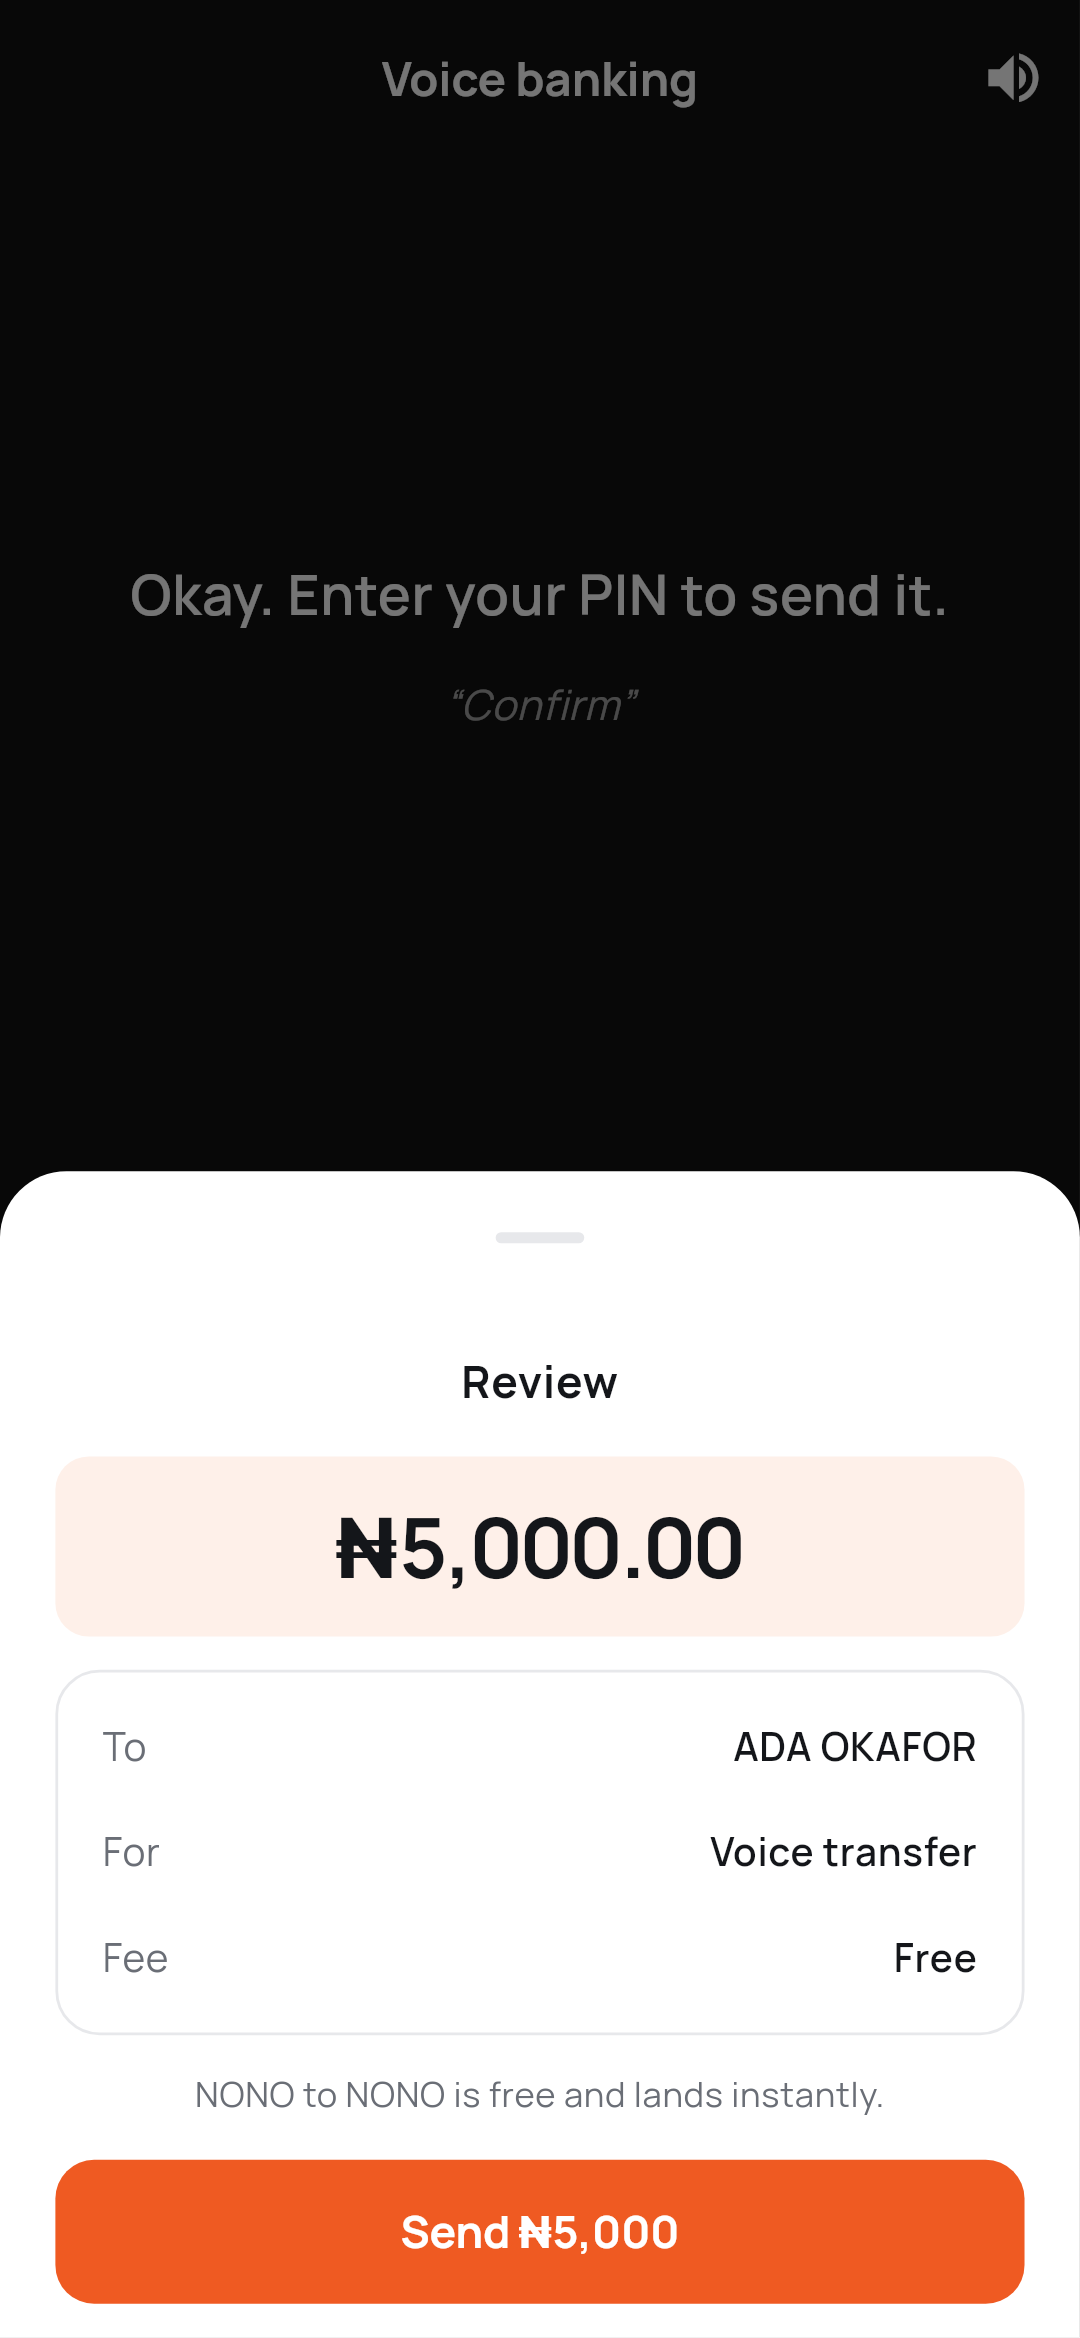 Voice banking
Okay. Enter your PIN to send it.
“Confirm”
Review
₦5,000.00
To ADA OKAFOR
For Voice transfer
Fee Free
NONO to NONO is free and lands instantly.
Send ₦5,000